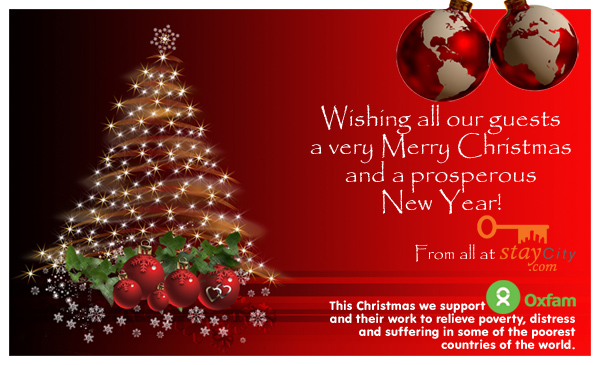 Wishing all our guests
a very Merry Christmas
and a prosperous
New Year!
From all at stayCity
.com
This Christmas we support Oxfam
and their work to relieve poverty, distress
and suffering in some of the poorest
countries of the world.